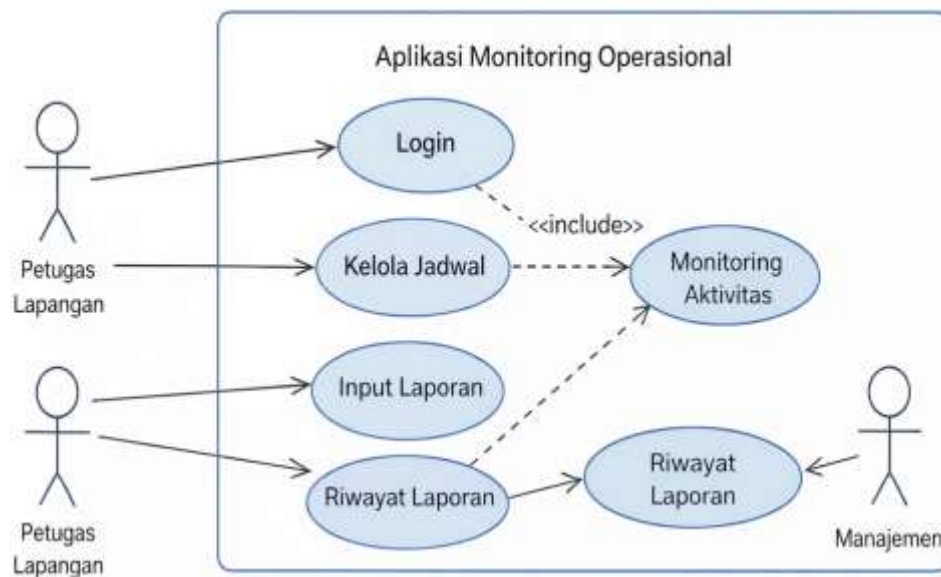 Aplikasi Monitoring Operasional
Login
<<include>>
Petugas
Lapangan
Kelola Jadwal
Monitoring
Aktivitas
Input Laporan
Riwayat Laporan
Riwayat
Laporan
Petugas
Lapangan
Manajemen